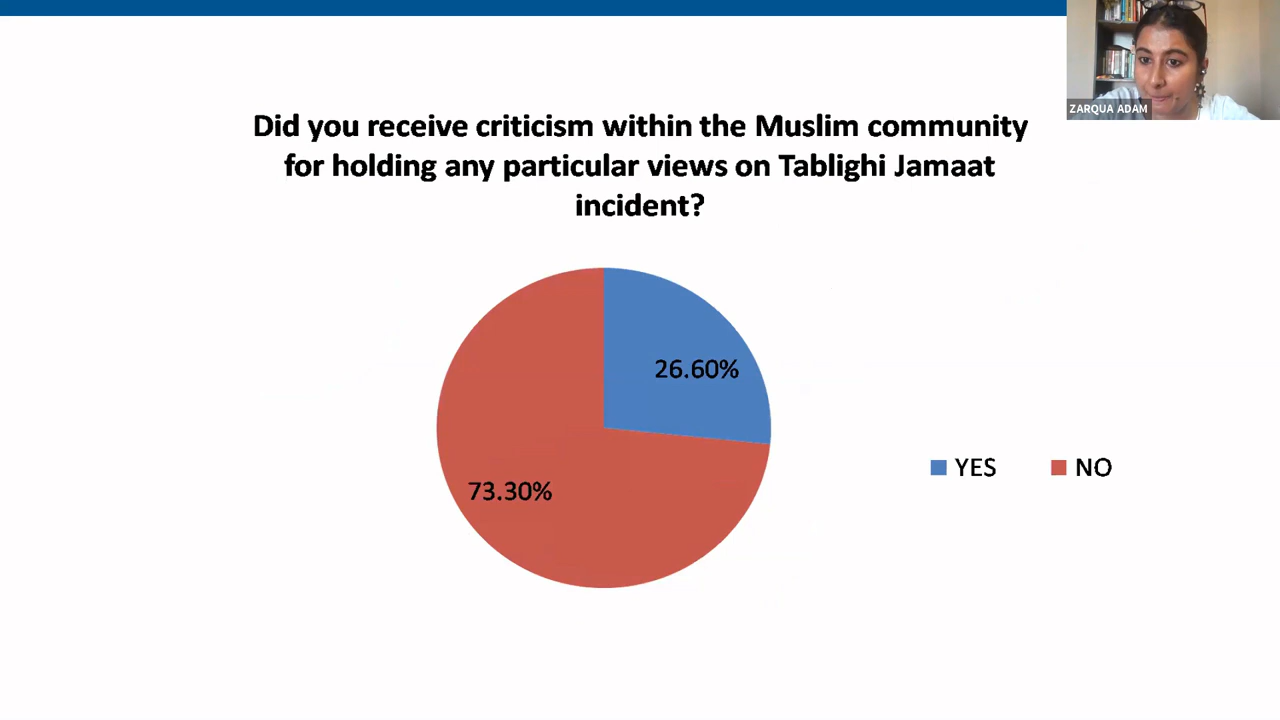 ZARQUA ADAM
Did you receive criticism within the Muslim community
for holding any particular views on Tablighi Jamaat
incident?
26.60%
73.30%
YES
NO